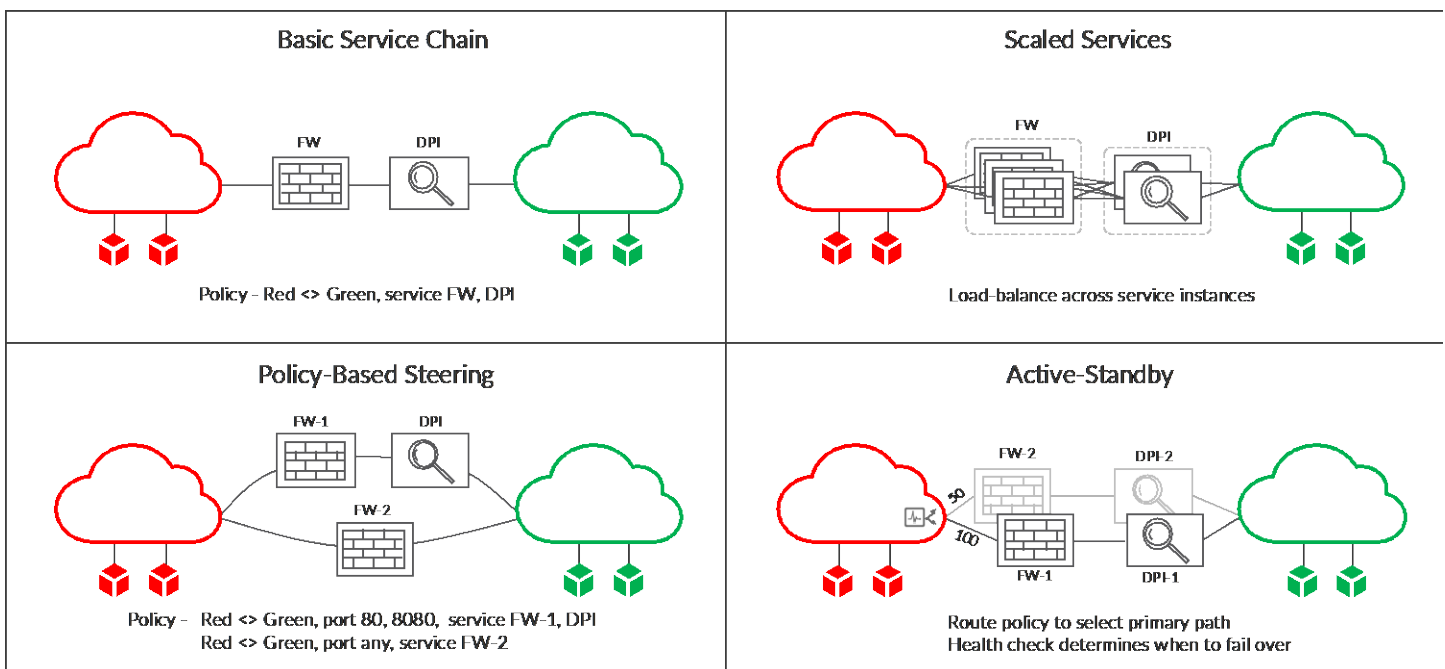 Basic Service Chain
FW
DPI
Policy - Red <> Green, service FW, DPI
Scaled Services
FW
DPI
Load-balance across service instances
Policy-Based Steering
FW-1
DPI
FW-2
Policy - Red <> Green, port 80, 8080, service FW-1, DPI
Red <> Green, port any, service FW-2
Active-Standby
FW-2
DPI-2
50
100
FW-1
DPI-1
Route policy to select primary path
Health check determines when to fail over